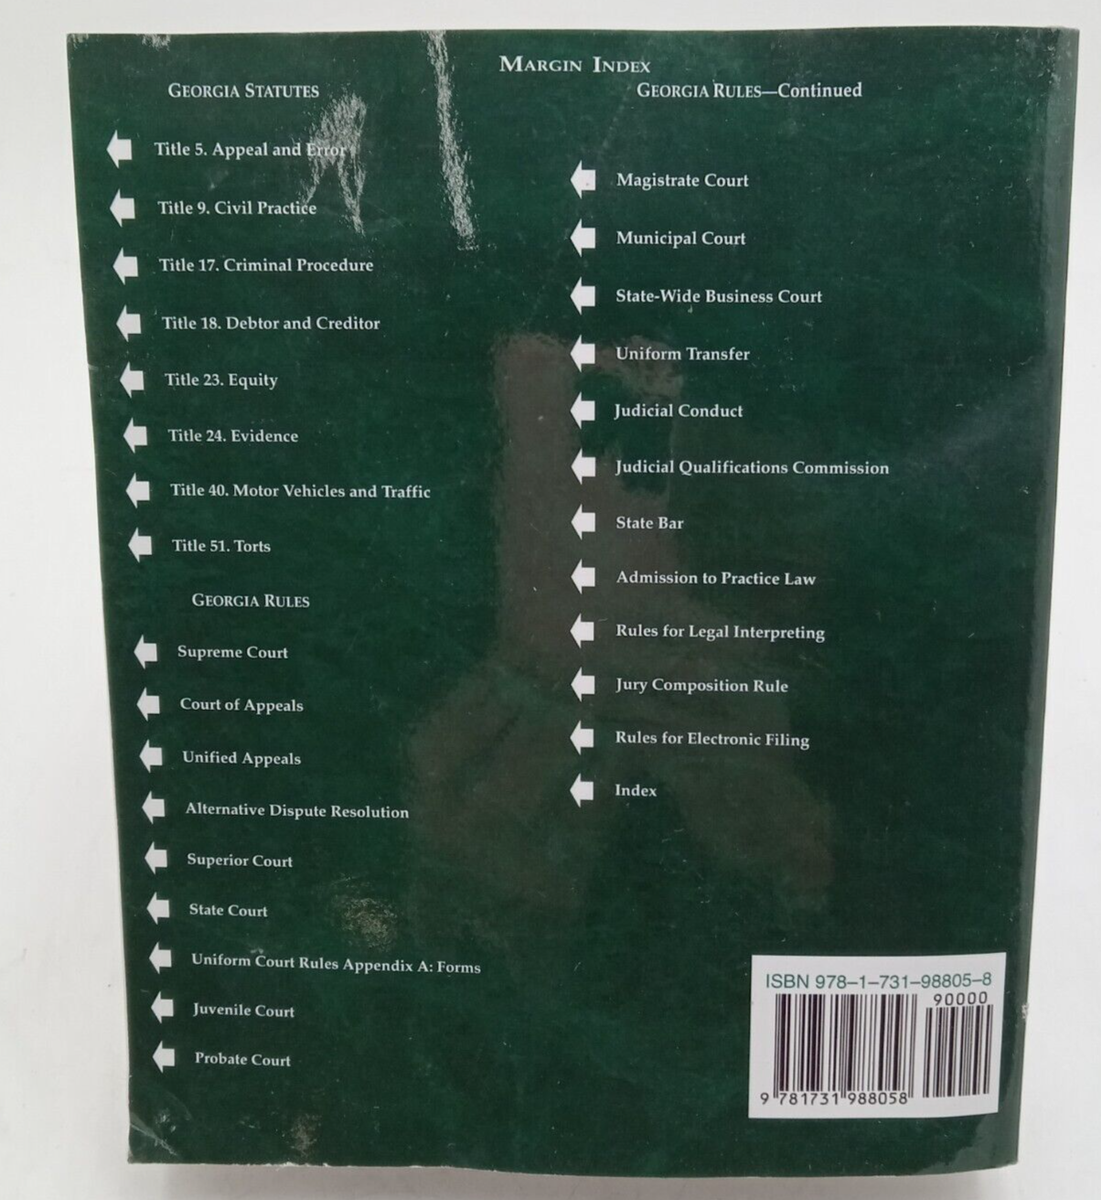 MARGIN INDEX
GEORGIA STATUTES
Title 5. Appeal and Error
Title 9. Civil Practice
Title 17. Criminal Procedure
Title 18. Debtor and Creditor
Title 23. Equity
Title 24. Evidence
Title 40. Motor Vehicles and Traffic
Title 51. Torts
GEORGIA RULES
Supreme Court
Court of Appeals
Unified Appeals
Alternative Dispute Resolution
Superior Court
State Court
Uniform Court Rules Appendix A: Forms
Juvenile Court
Probate Court
GEORGIA RULES—Continued
Magistrate Court
Municipal Court
State-Wide Business Court
Uniform Transfer
Judicial Conduct
Judicial Qualifications Commission
State Bar
Admission to Practice Law
Rules for Legal Interpreting
Jury Composition Rule
Rules for Electronic Filing
Index
ISBN 978–1–731–98805–8
90000
9 781731 988058